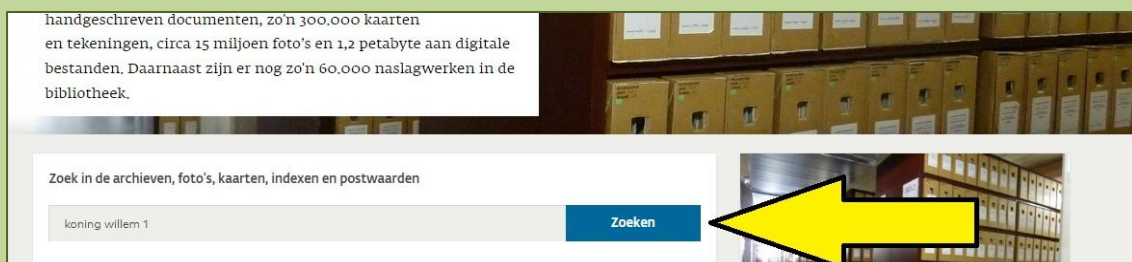 handgeschreven documenten, zo'n 300.000 kaarten
en tekeningen, circa 15 miljoen foto's en 1,2 petabyte aan digitale
bestanden. Daarnaast zijn er nog zo'n 60.000 naslagwerken in de
bibliotheek.
Zoek in de archieven, foto's, kaarten, indexen en postwaarden
koning willem 1
Zoeken